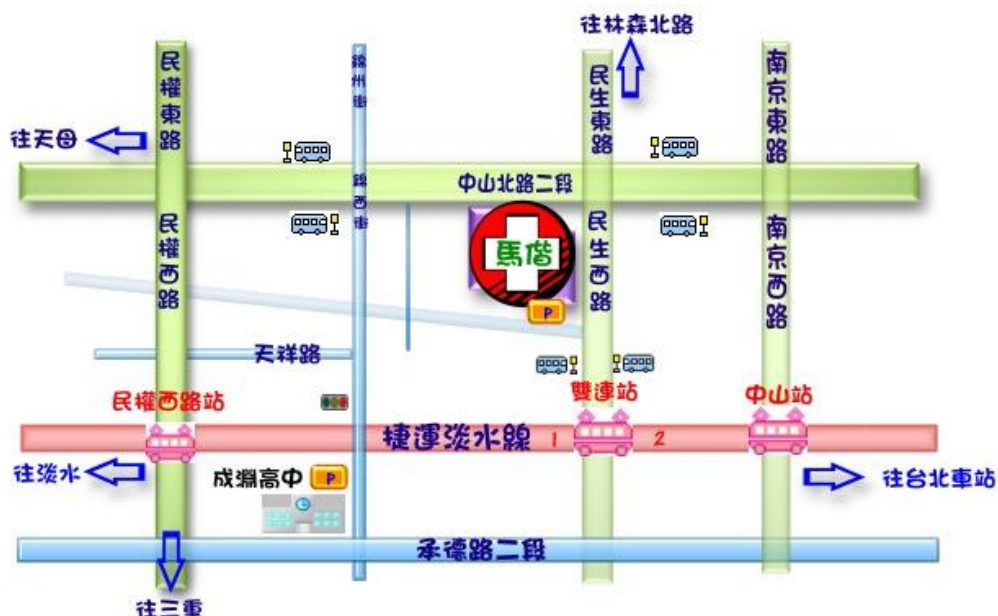 往林森北路
民權東路
錦州街
民生東路
南京東路
往天母
中山北路二段
錦西街
民權西路
馬偕
民生西路
南京西路
P
天祥路
民權西路站
雙連站
中山站
捷運淡水線
1
2
往淡水
成淵高中
P
往台北車站
承德路二段
往三重